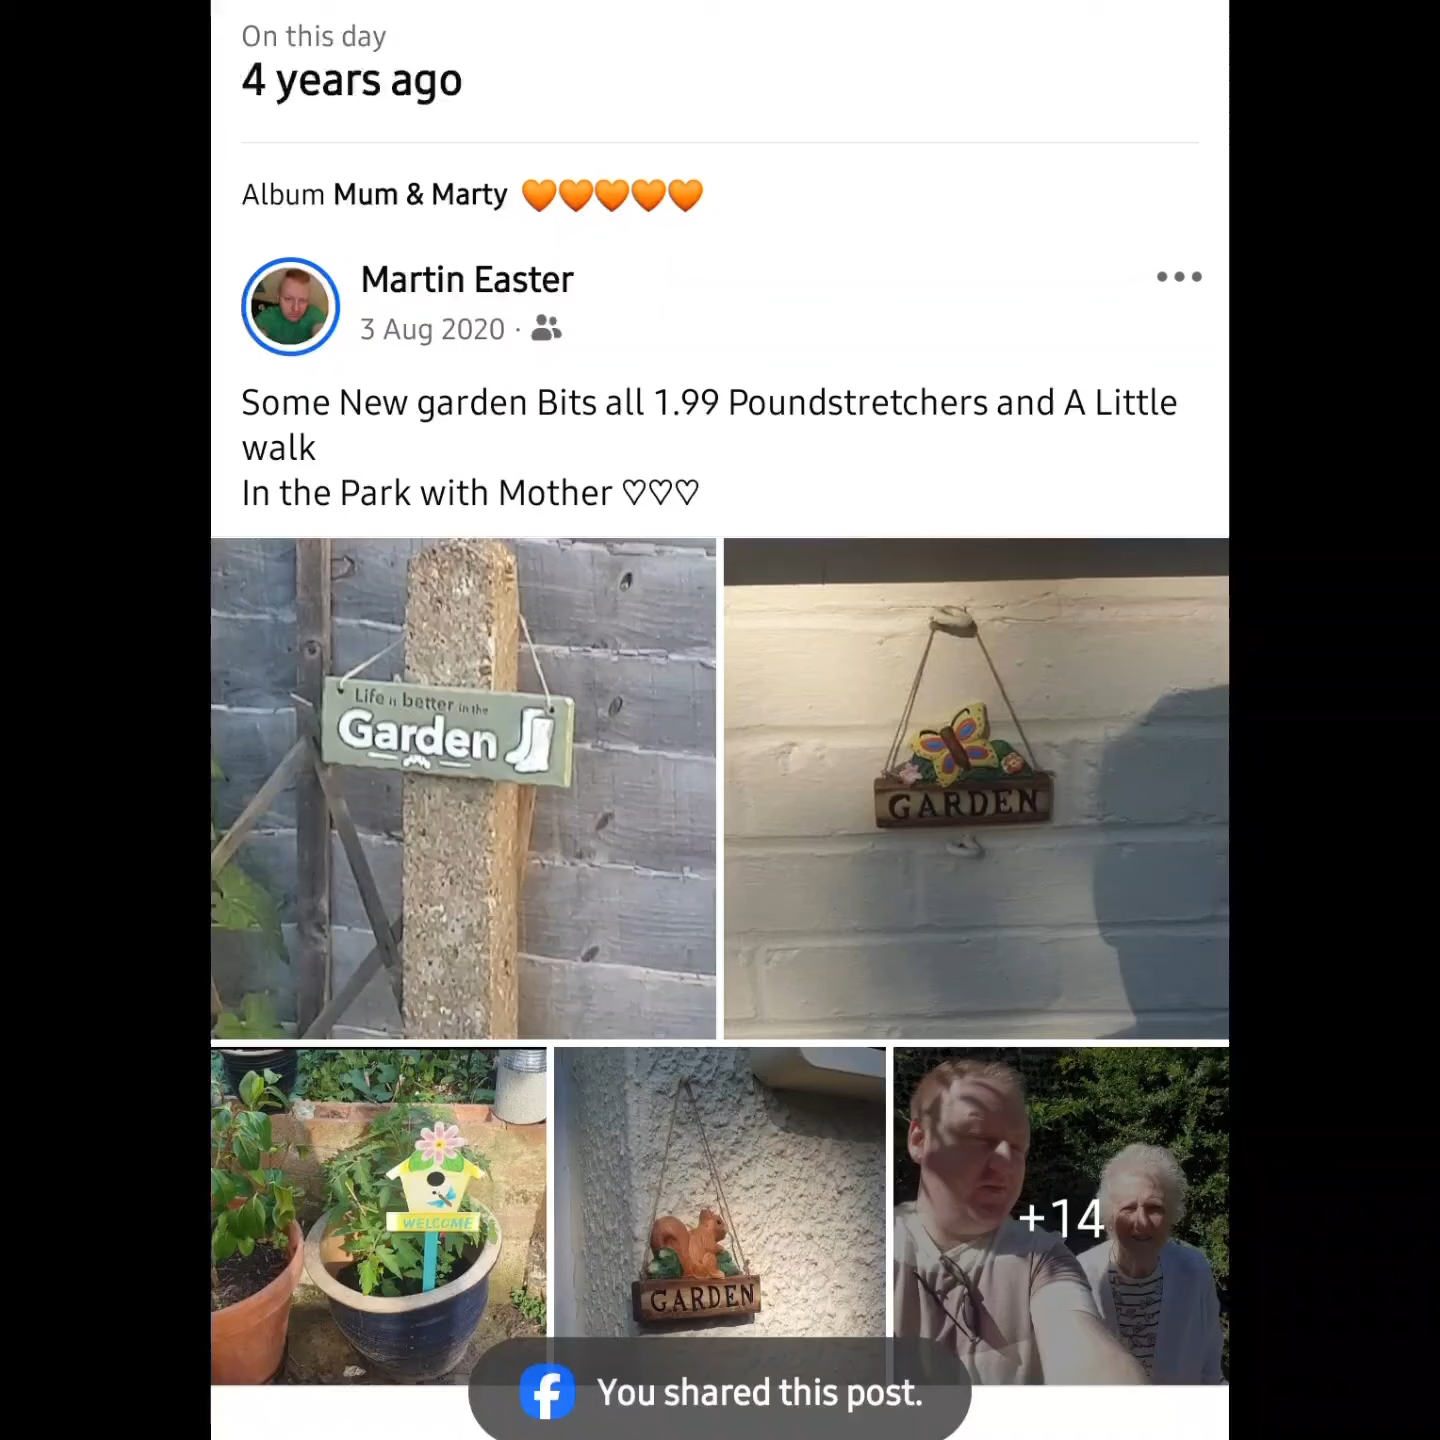 On this day
4 years ago
Album Mum & Marty 🧡🧡🧡🧡🧡
Martin Easter
3 Aug 2020 ·
Some New garden Bits all 1.99 Poundstretchers and A Little
walk
In the Park with Mother ♡♡♡
Life is better in the
Garden
GARDEN
WELCOME
GARDEN
+14
You shared this post.